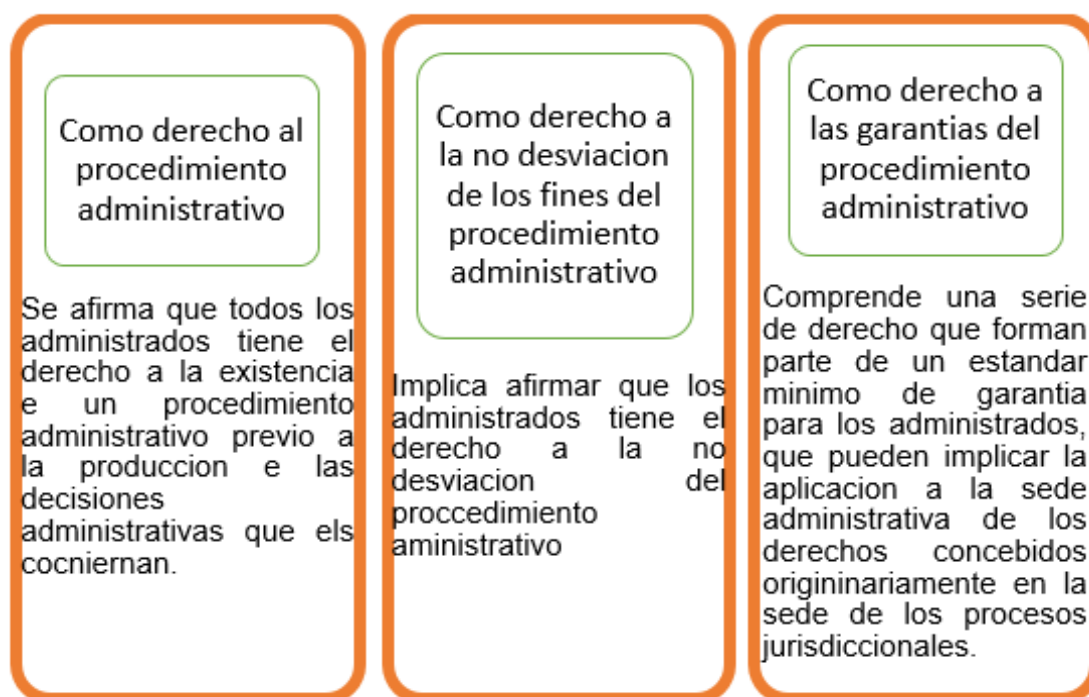 Como derecho al
procedimiento
administrativo
Se afirma que todos los
administrados tiene el
derecho a la existencia
e un procedimiento
administrativo previo a
la produccion e las
decisiones
administrativas que els
cocniernan.
Como derecho a
la no desviacion
de los fines del
procedimiento
administrativo
Implica afirmar que los
administrados tiene el
derecho a la no
desviacion del
proccedimiento
aministrativo
Como derecho a
las garantias del
procedimiento
administrativo
Comprende una serie
de derecho que forman
parte de un estandar
minimo de garantia
para los administrados,
que pueden implicar la
aplicacion a la sede
administrativa de los
derechos concebidos
origininariamente en la
sede de los procesos
jurisdiccionales.